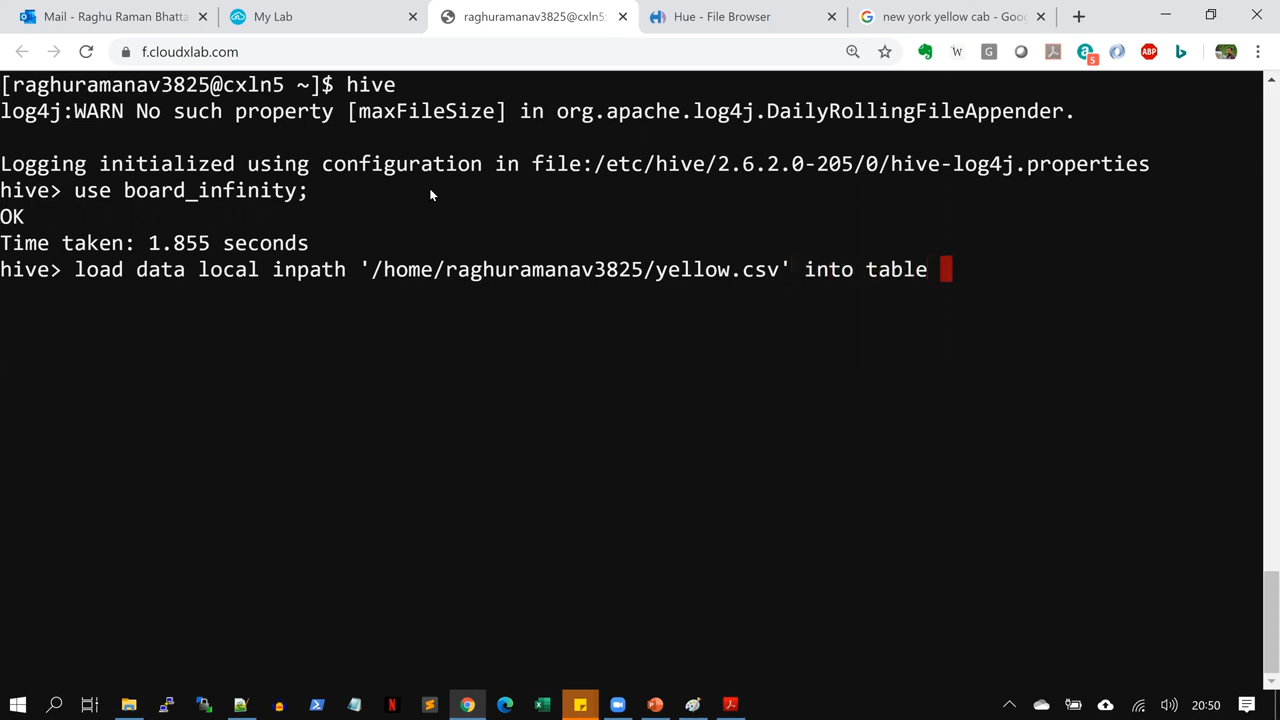 Mail - Raghu Raman Bhatta
My Lab
raghuramanav3825@cxln5
Hue - File Browser
new york yellow cab - Goo
f.cloudxlab.com
W
G
a
5
ABP
[raghuramanav3825@cxln5 ~]$ hive
log4j:WARN No such property [maxFileSize] in org.apache.log4j.DailyRollingFileAppender.
Logging initialized using configuration in file:/etc/hive/2.6.2.0-205/0/hive-log4j.properties
hive> use board_infinity;
OK
Time taken: 1.855 seconds
hive> load data local inpath '/home/raghuramanav3825/yellow.csv' into table
20:50